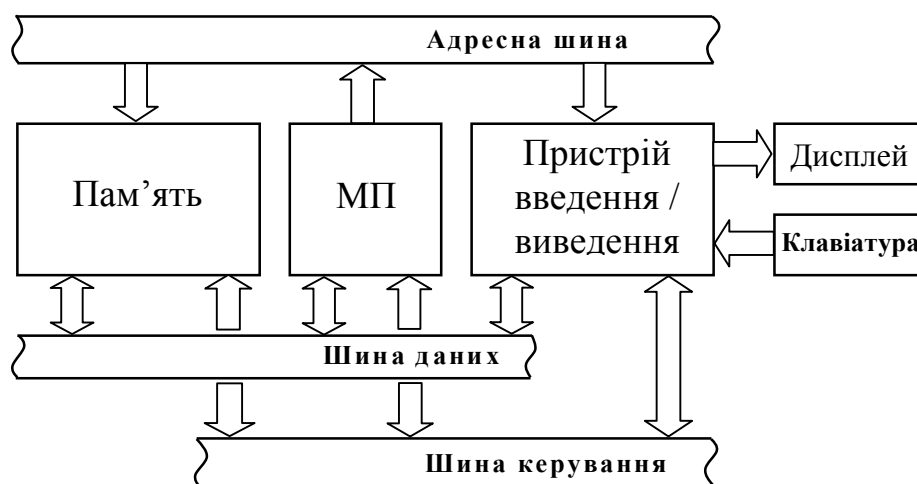 Адресна шина
Пам’ять
МП
Пристрій
введення /
виведення
Дисплей
Клавіатура
Шина даних
Шина керування